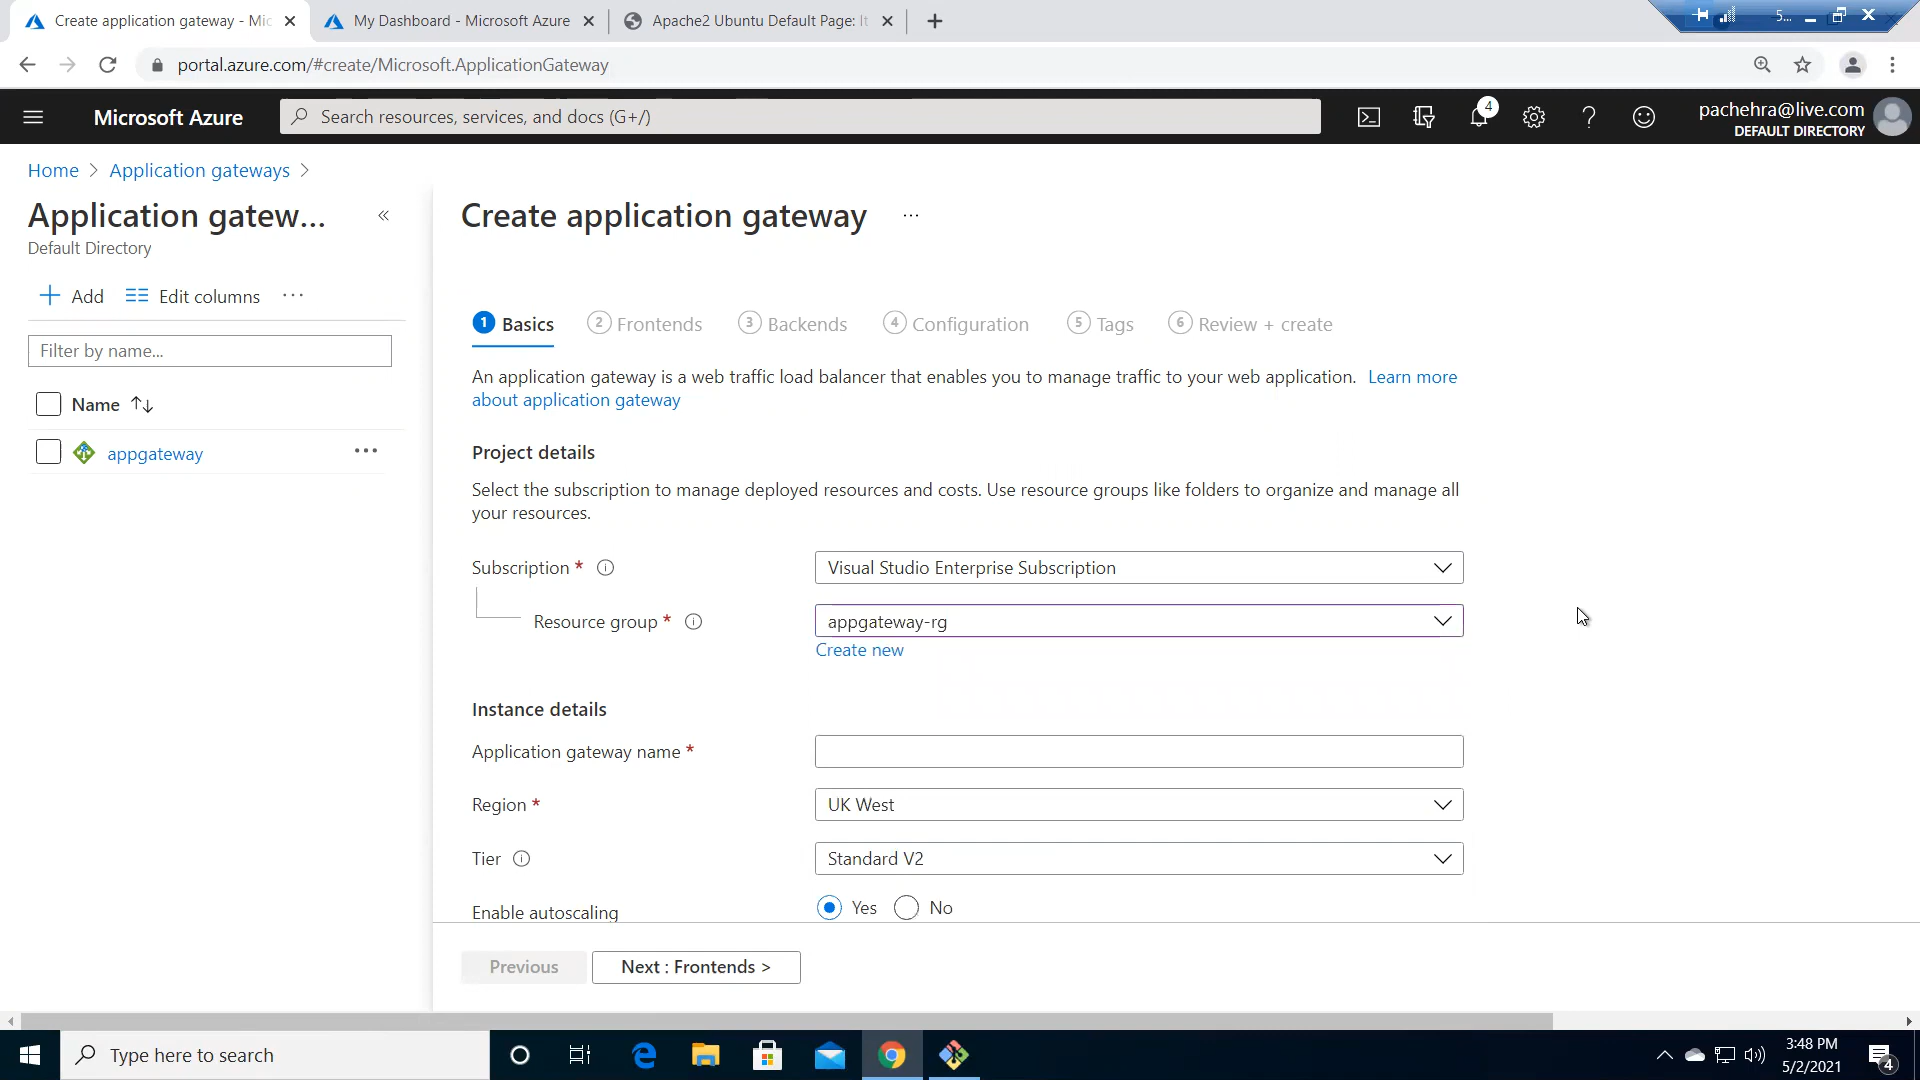 Create application gateway - Mic
My Dashboard - Microsoft Azure
Apache2 Ubuntu Default Page: It
5...
portal.azure.com/#create/Microsoft.ApplicationGateway
Microsoft Azure
Search resources, services, and docs (G+/)
4
pachehra@live.com
DEFAULT DIRECTORY
Home > Application gateways >
Application gatew...
Default Directory
Add
Edit columns
Filter by name...
Name
appgateway
Create application gateway
1 Basics
2 Frontends
3 Backends
4 Configuration
5 Tags
6 Review + create
An application gateway is a web traffic load balancer that enables you to manage traffic to your web application. Learn more
about application gateway
Project details
Select the subscription to manage deployed resources and costs. Use resource groups like folders to organize and manage all
your resources.
Subscription *
Visual Studio Enterprise Subscription
Resource group *
appgateway-rg
Create new
Instance details
Application gateway name *
Region *
UK West
Tier
Standard V2
Enable autoscaling
Yes
No
Previous
Next : Frontends >
Type here to search
3:48 PM
5/2/2021
4